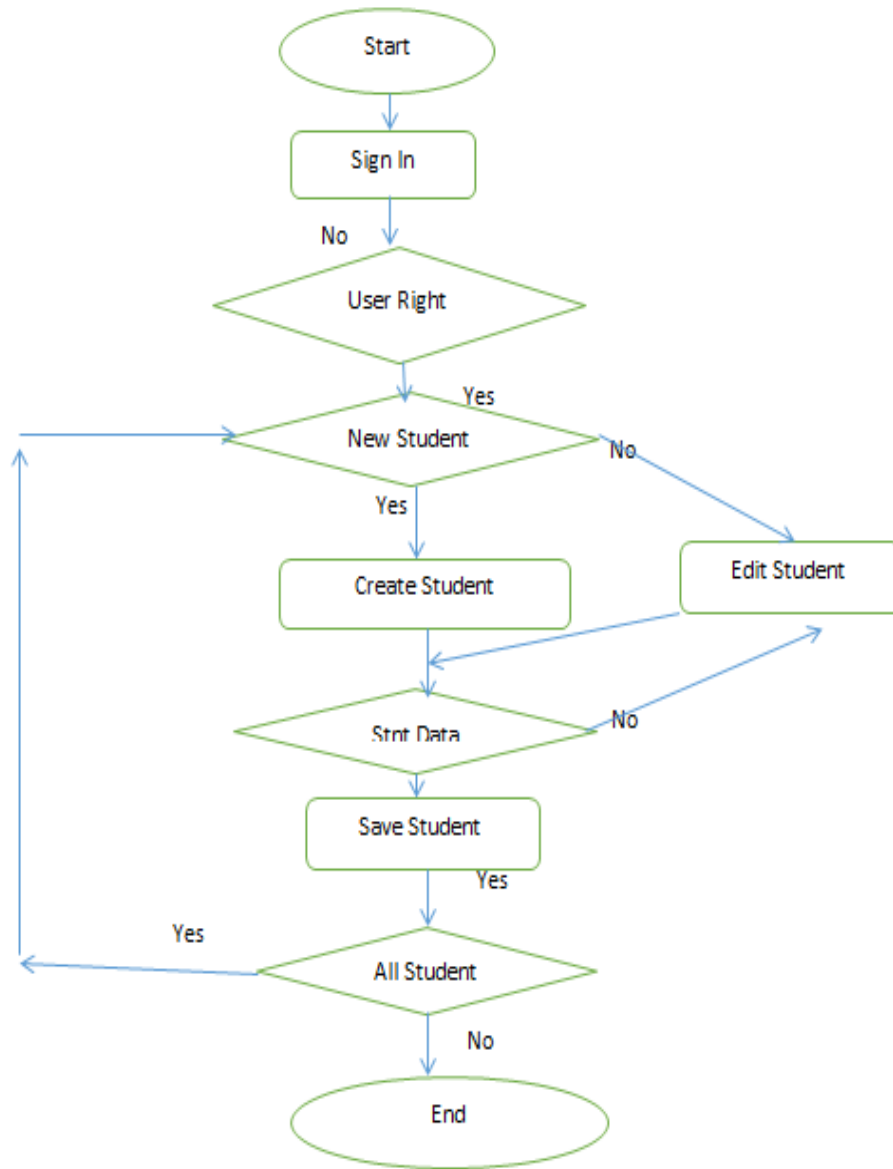 Start
Sign In
No
User Right
Yes
New Student
No
Yes
Create Student
Edit Student
No
Data
Save Student
Yes
Yes
All Student
No
End